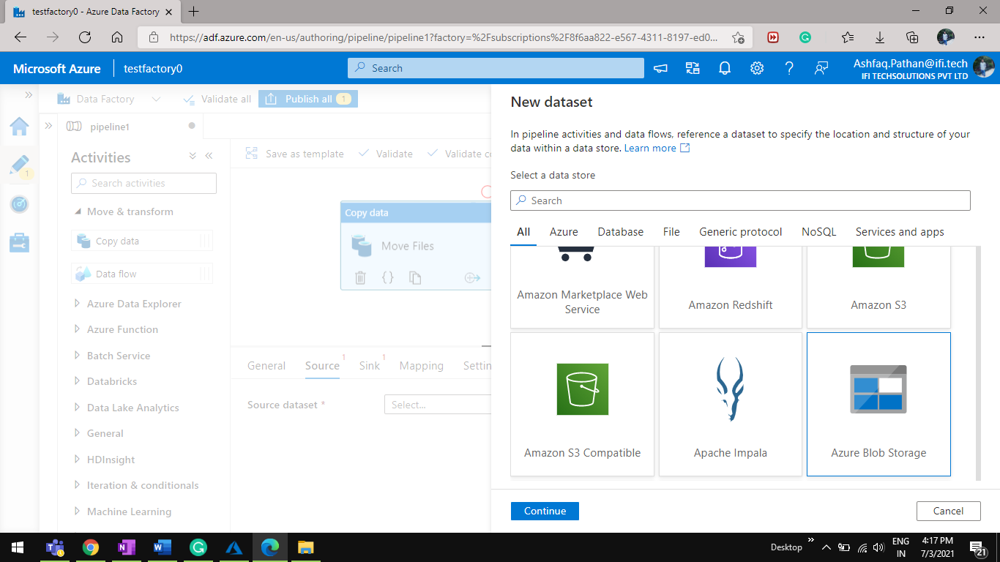 testfactory0 - Azure Data Factory
https://adf.azure.com/en-us/authoring/pipeline/pipeline1?factory=%2Fsubscriptions%2F8f6aa822-e567-4311-8197-ed0...
Microsoft Azure
testfactory0
Search
Ashfaq.Pathan@ifi.tech
IFI TECHSOLUTIONS PVT LTD
Data Factory
Validate all
Publish all
1
pipeline1
1
Activities
Search activities
Move & transform
Copy data
Data flow
Azure Data Explorer
Azure Function
Batch Service
Databricks
Data Lake Analytics
General
HDInsight
Iteration & conditionals
Machine Learning
Save as template
Validate
Validate co
Copy data
Move Files
General
Source
1
Sink
1
Mapping
Settin
Source dataset *
Select...
New dataset
In pipeline activities and data flows, reference a dataset to specify the location and structure of your
data within a data store. Learn more
Select a data store
Search
All
Azure
Database
File
Generic protocol
NoSQL
Services and apps
Amazon Marketplace Web
Service
Amazon Redshift
Amazon S3
Amazon S3 Compatible
Apache Impala
Azure Blob Storage
Continue
Cancel
Desktop
ENG
IN
4:17 PM
7/3/2021
21